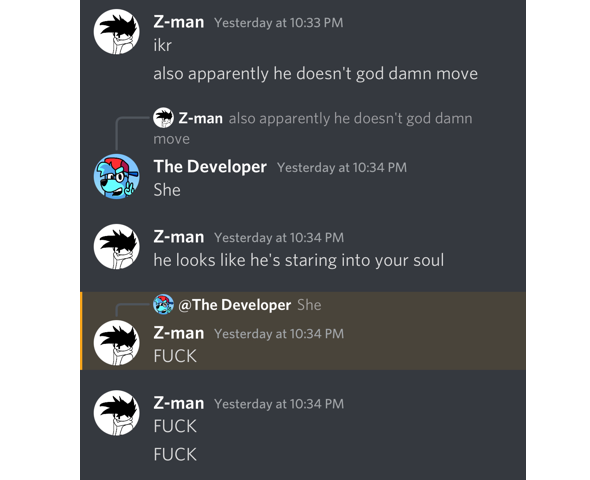 Z-man Yesterday at 10:33 PM
ikr
also apparently he doesn't god damn move
Z-man also apparently he doesn't god damn
move
The Developer Yesterday at 10:34 PM
She
Z-man Yesterday at 10:34 PM
he looks like he's staring into your soul
@The Developer She
Z-man Yesterday at 10:34 PM
FUCK
Z-man Yesterday at 10:34 PM
FUCK
FUCK